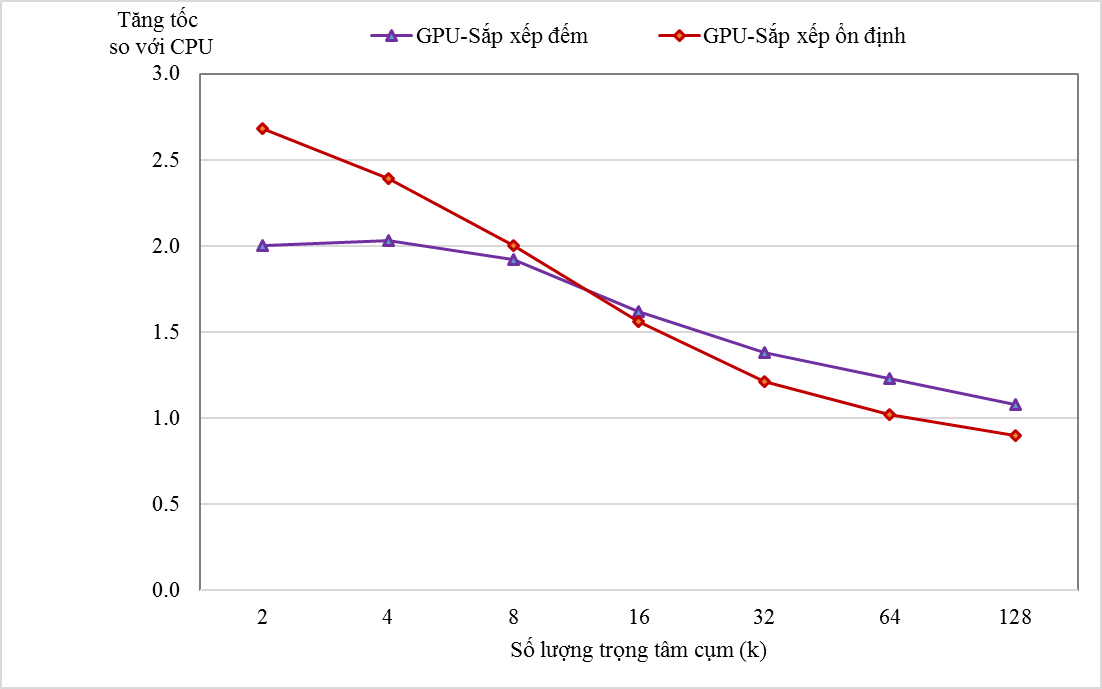 Tăng tốc
so với CPU
GPU-Sắp xếp đếm
GPU-Sắp xếp ổn định
3.0
2.5
2.0
1.5
1.0
0.5
0.0
2 4 8 16 32 64 128
Số lượng trọng tâm cụm (k)